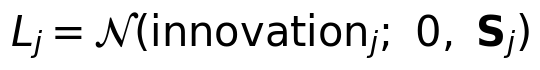 L_j = 𝒩(innovation_j; 0, 𝐒_j)